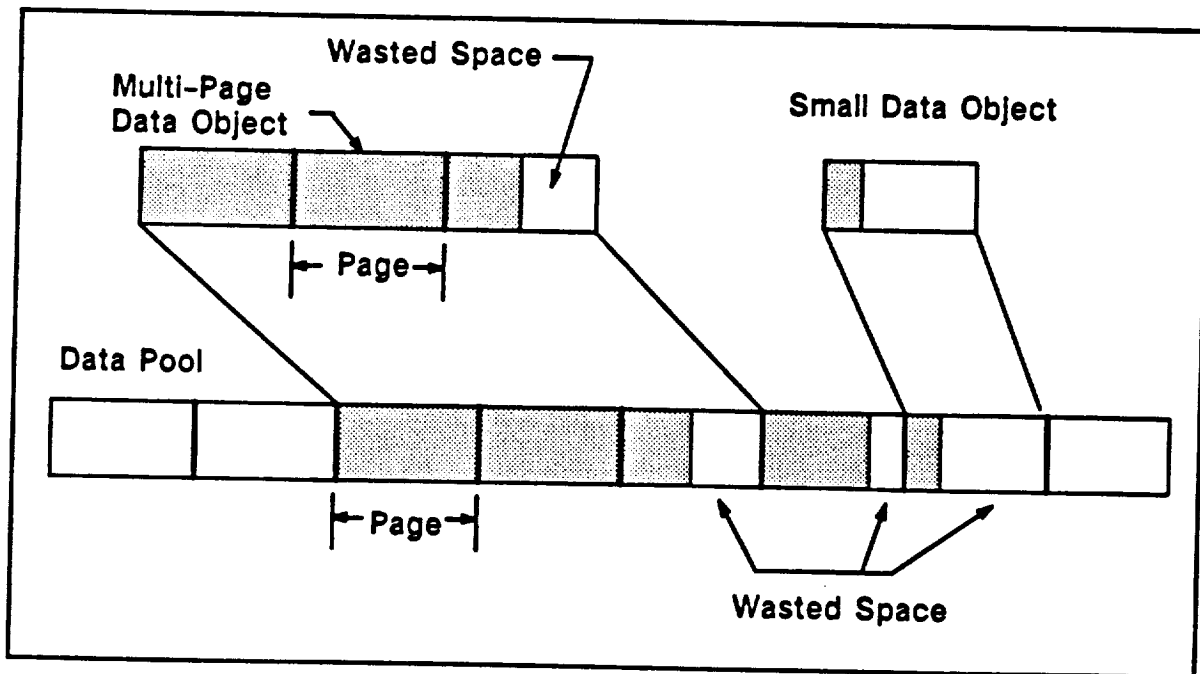 Wasted Space
Multi-Page
Data Object
Small Data Object
Page
Data Pool
Page
Wasted Space